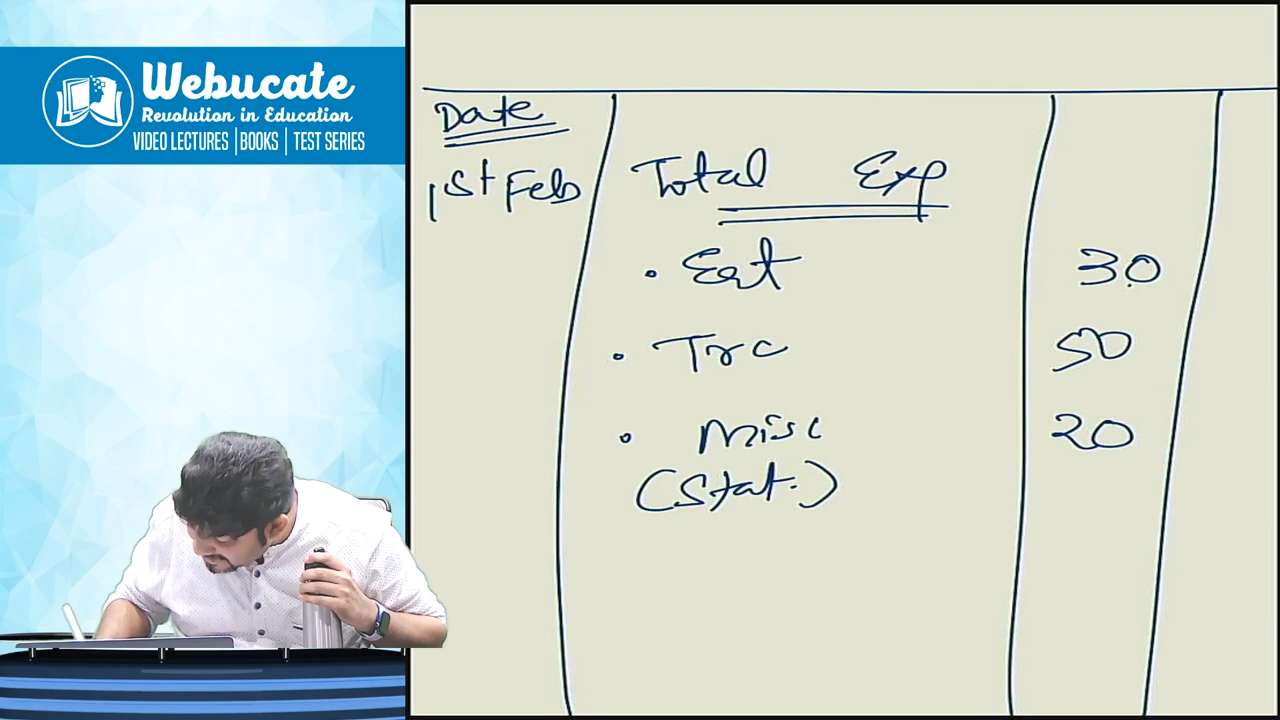 Webucate
Revolution in Education
VIDEO LECTURES | BOOKS | TEST SERIES
Date
1st Feb Total Exp
• Eat 30
• Tra 50
• Misc 20
(Stat.)